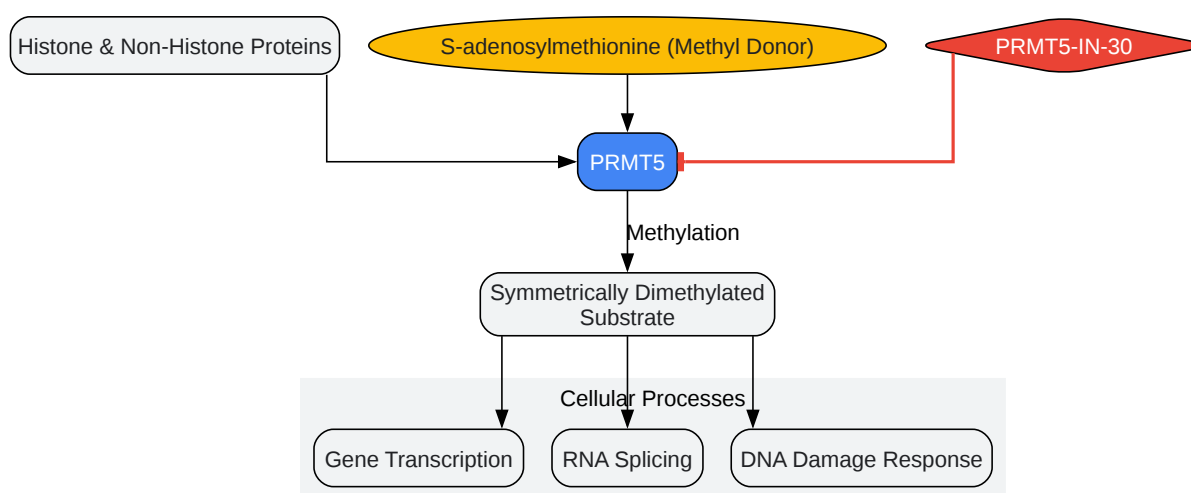 Histone & Non-Histone Proteins
S-adenosylmethionine (Methyl Donor)
PRMT5-IN-30
PRMT5
Methylation
Symmetrically Dimethylated
Substrate
Cellular Processes
Gene Transcription
RNA Splicing
DNA Damage Response